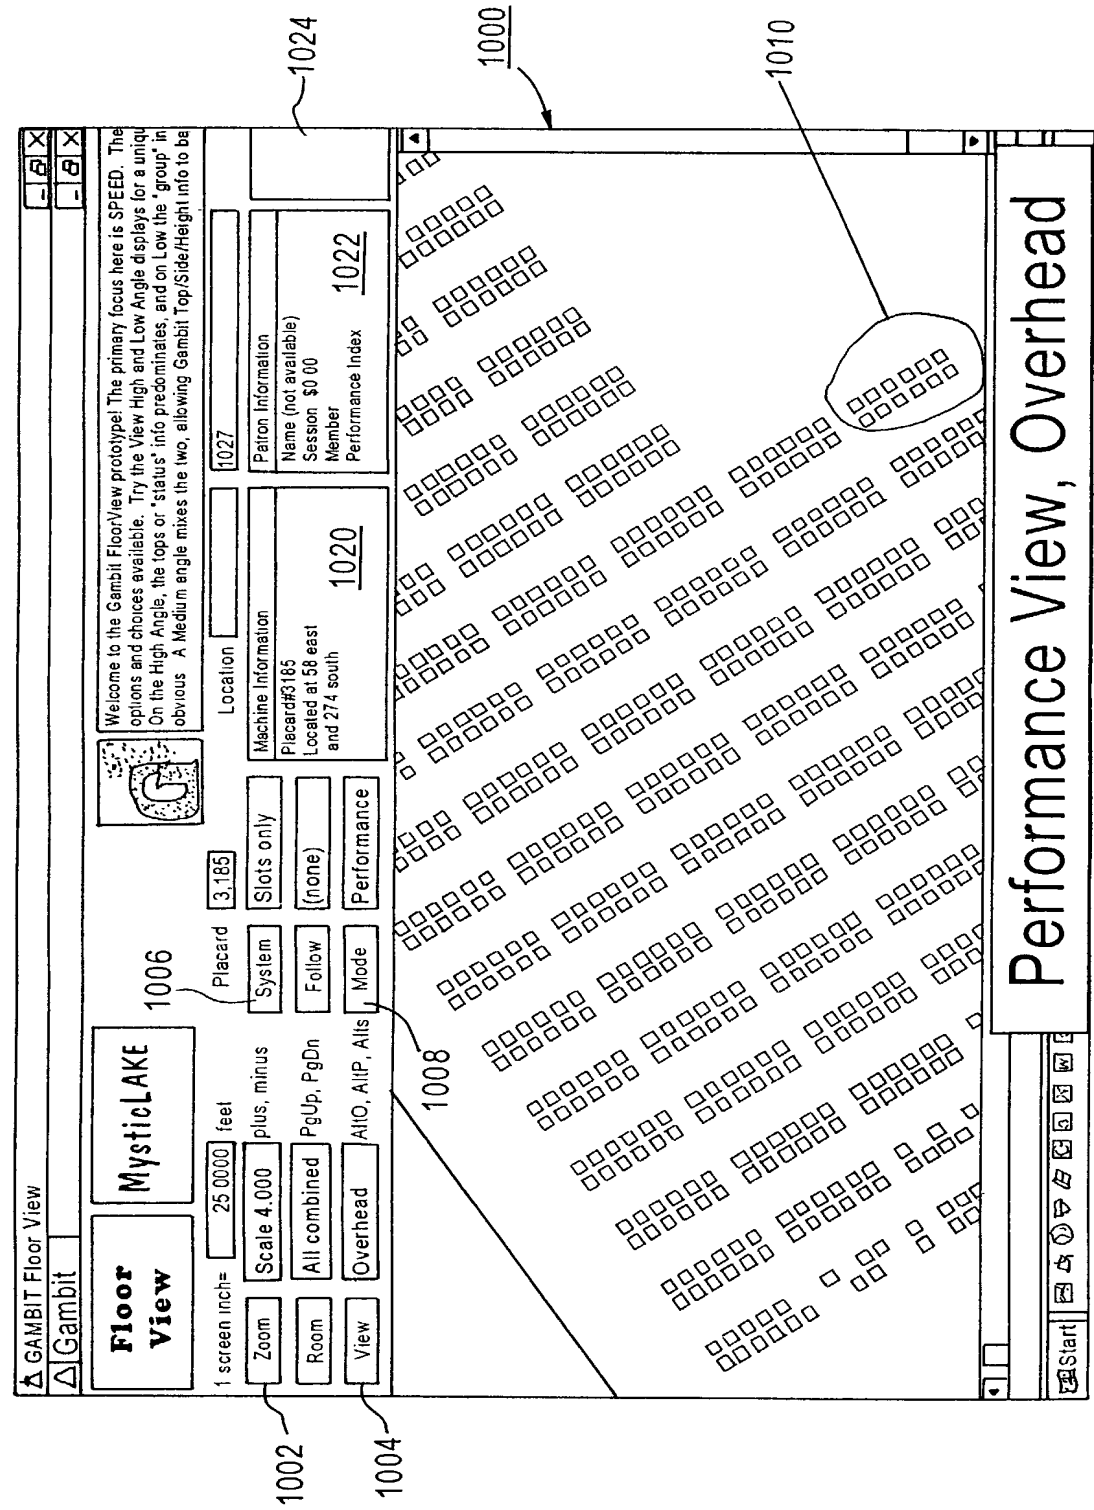 GAMBIT Floor View
Gambit
Floor View
MysticLAKE
G
Welcome to the Gambit FloorView prototype! The primary focus here is SPEED. The
options and choices available. Try the View High and Low Angle displays for a uniqu
On the High Angle, the tops or "status" info predominates, and on Low the "group" in
obvious A Medium angle mixes the two, allowing Gambit Top/Side/Height info to be
1 screen inch= 25 0000 feet
Placard 3,185
Location 1027
1006
Zoom Scale 4.000 plus, minus
System Slots only
Room All combined PgUp, PgDn
Follow (none)
View Overhead AltO, AltP, Alts
Mode Performance
Machine Information
Placard#3185
Located at 58 east
and 274 south
1020
Patron Information
Name (not available)
Session $0 00
Member
Performance Index
1022
1024
1002
1004
1008
1000
1010
Start
Performance View, Overhead